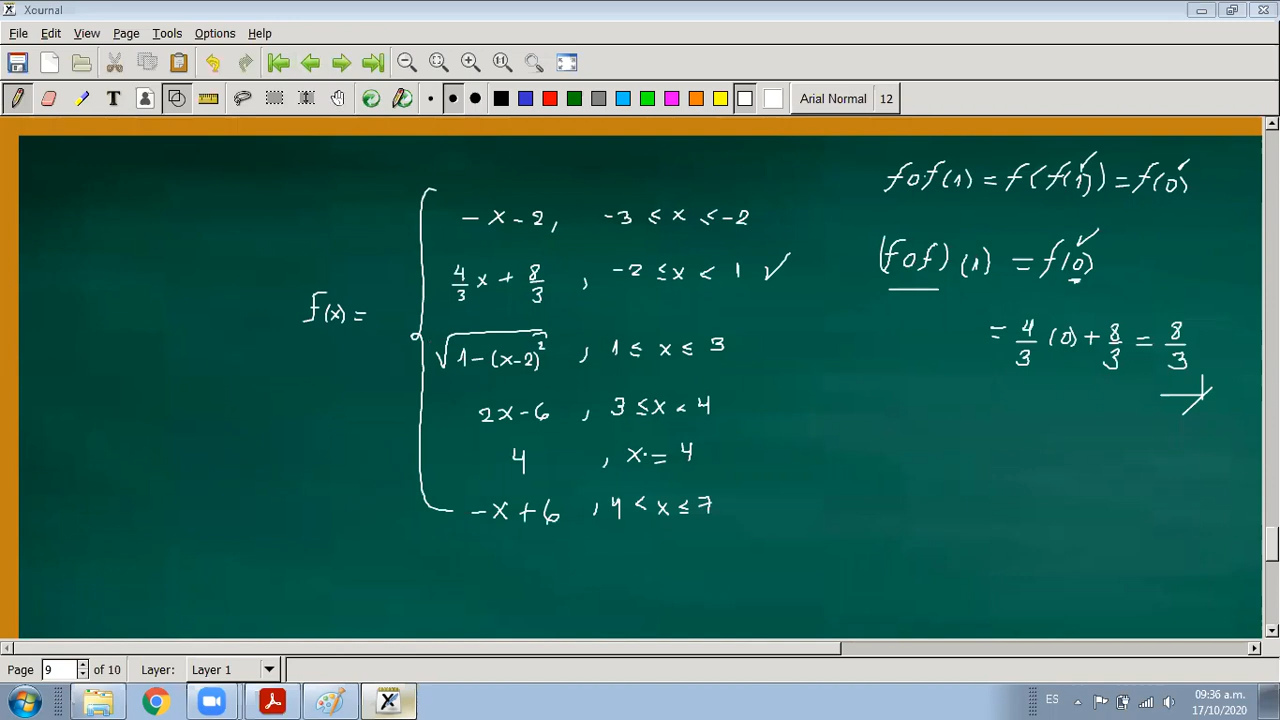 Xournal
File Edit View Page Tools Options Help
Arial Normal 12
f(x) =
-x-2, -3 ≤ x ≤ -2
4/3 x + 8/3 , -2 ≤ x < 1 ✓
√(1-(x-2)²) , 1 ≤ x ≤ 3
2x-6 , 3 ≤ x < 4
4 , x = 4
-x+6 , 4 < x ≤ 7
fof(1) = f(f(1)) = f(0)
(fof)(1) = f(0)
= 4/3 (0) + 8/3 = 8/3
Page 9 of 10 Layer: Layer 1
ES
09:36 a.m.
17/10/2020